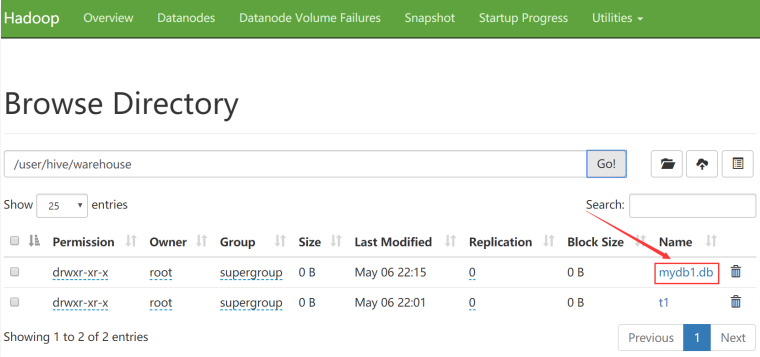 Hadoop Overview Datanodes Datanode Volume Failures Snapshot Startup Progress Utilities
Browse Directory
/user/hive/warehouse Go!
Show 25 entries Search:
Permission Owner Group Size Last Modified Replication Block Size Name
drwxr-xr-x root supergroup 0 B May 06 22:15 0 0 B mydb1.db
drwxr-xr-x root supergroup 0 B May 06 22:01 0 0 B t1
Showing 1 to 2 of 2 entries Previous 1 Next